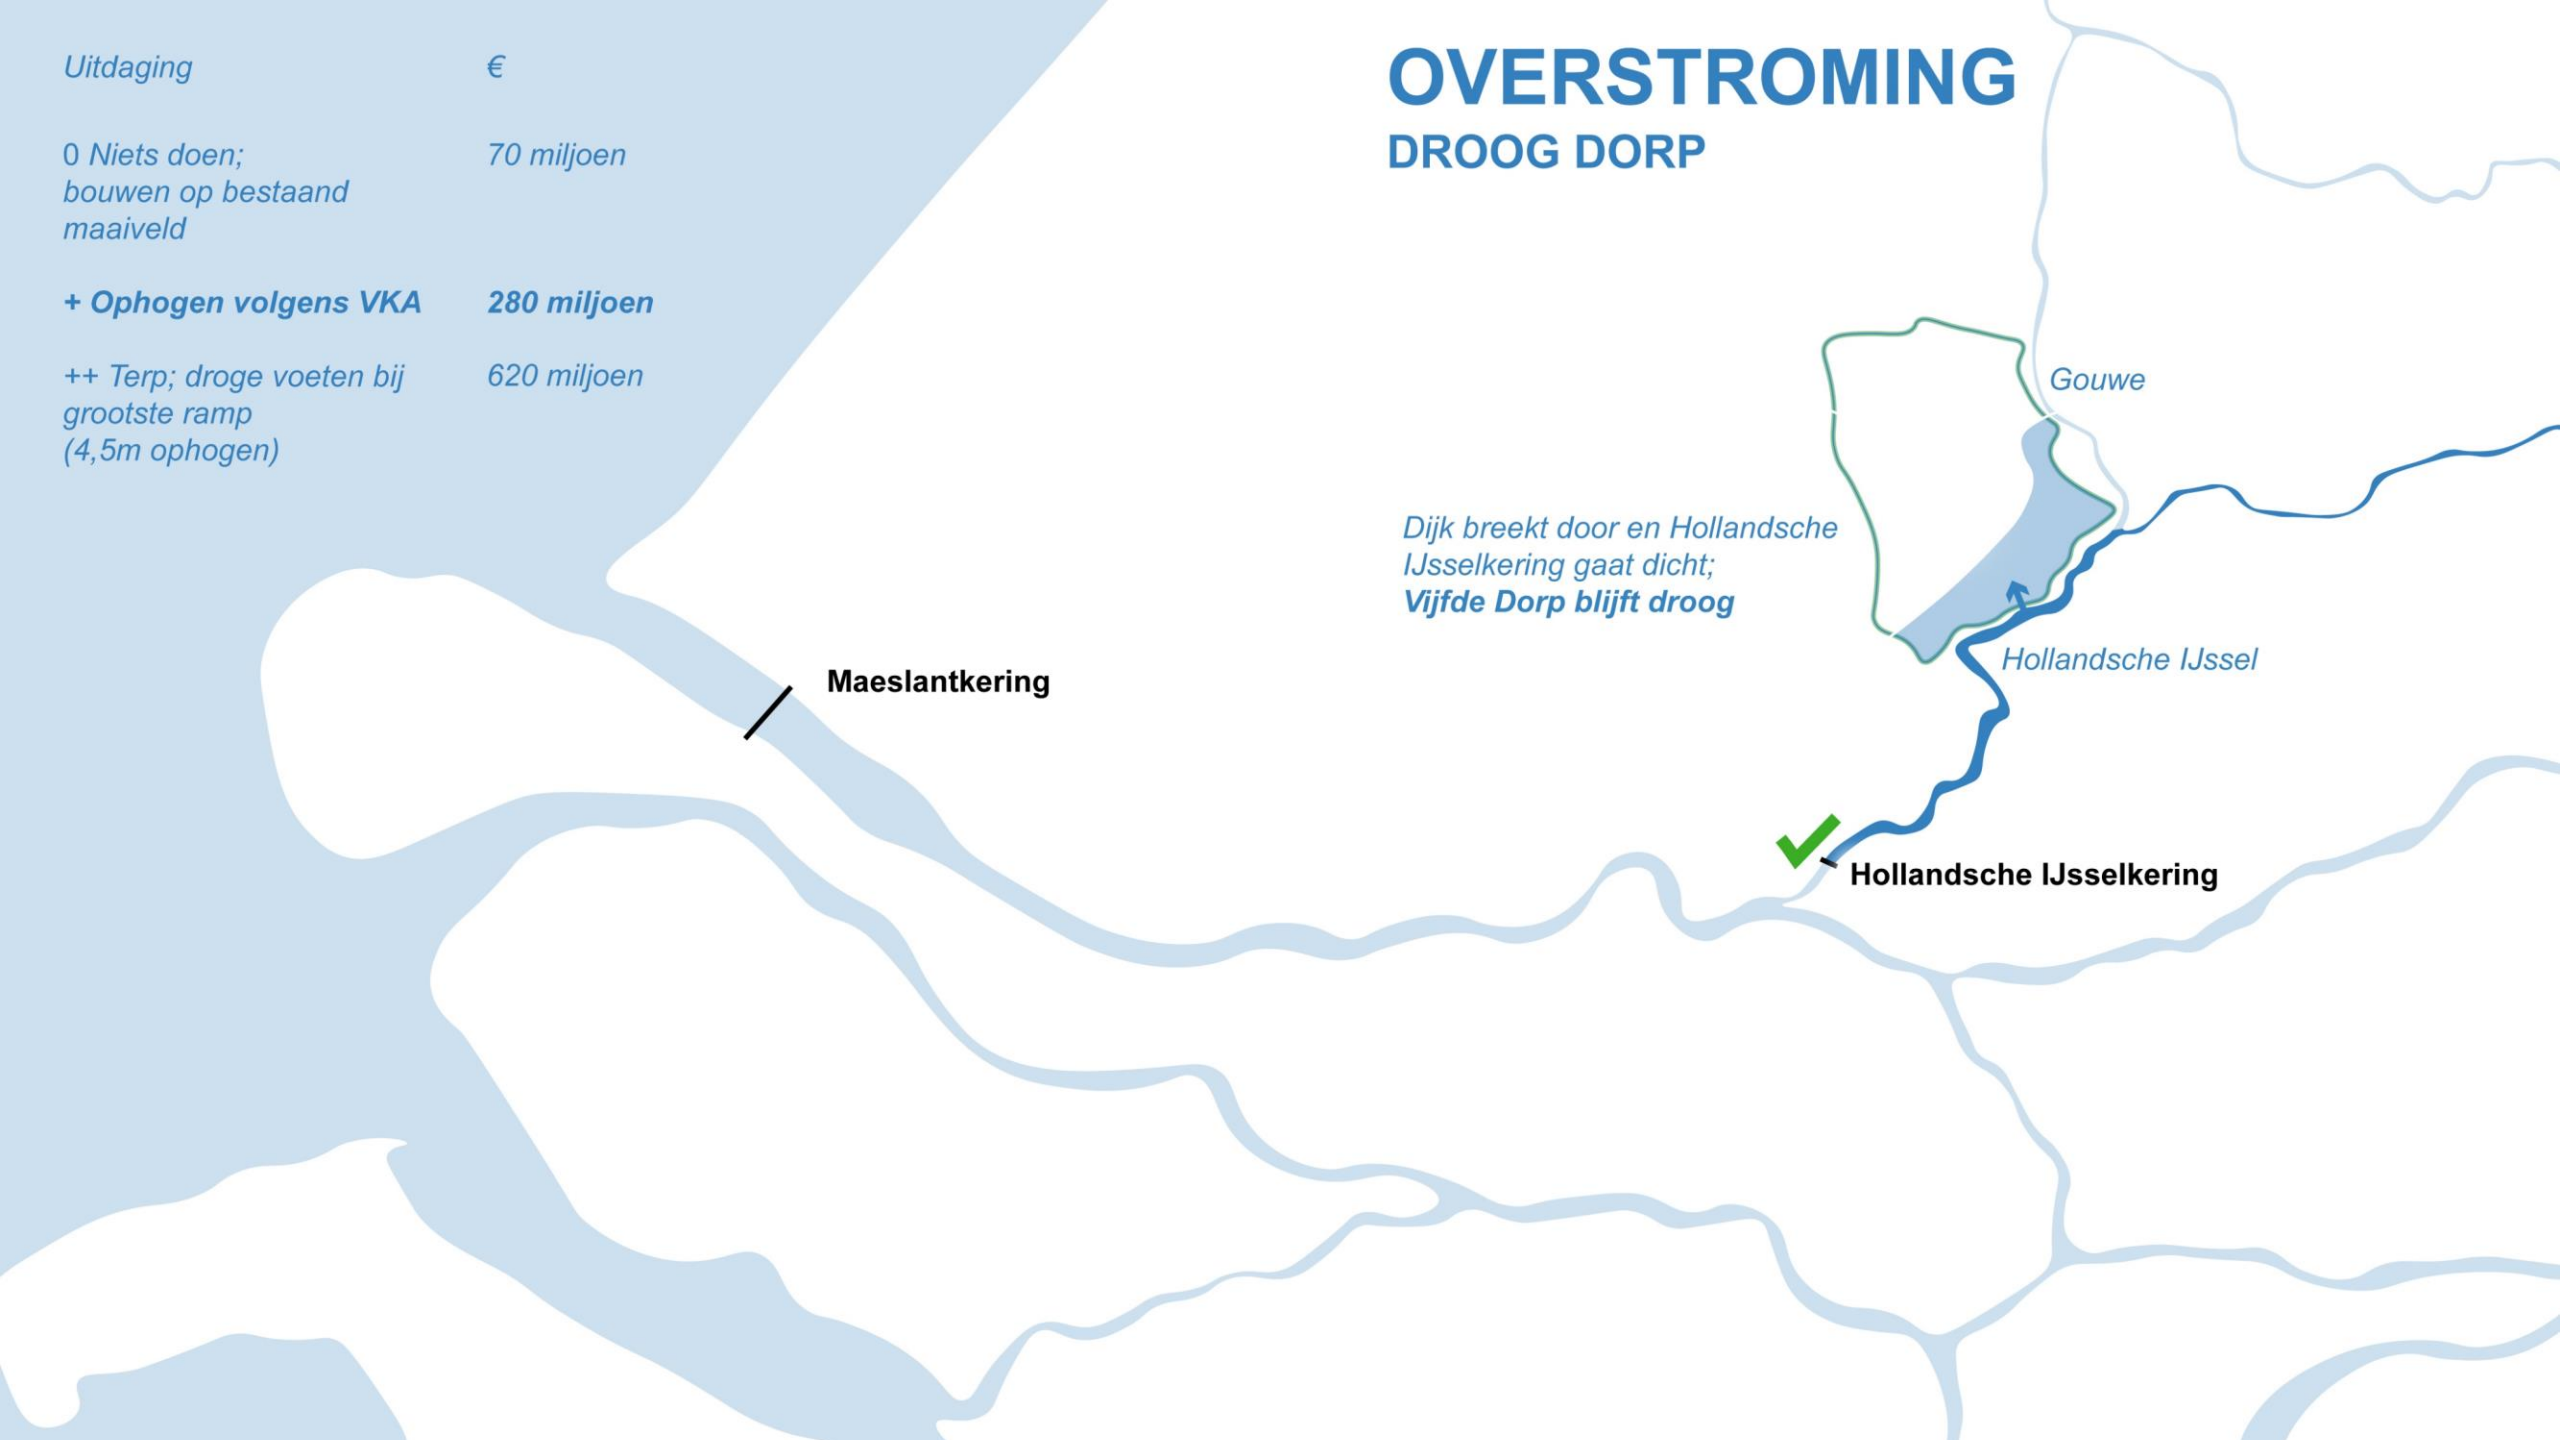 Uitdaging €
0 Niets doen; 70 miljoen
bouwen op bestaand
maaiveld
+ Ophogen volgens VKA 280 miljoen
++ Terp; droge voeten bij 620 miljoen
grootste ramp
(4,5m ophogen)
OVERSTROMING
DROOG DORP
Gouwe
Dijk breekt door en Hollandsche
IJsselkering gaat dicht;
Vijfde Dorp blijft droog
Hollandsche IJssel
Maeslantkering
Hollandsche IJsselkering